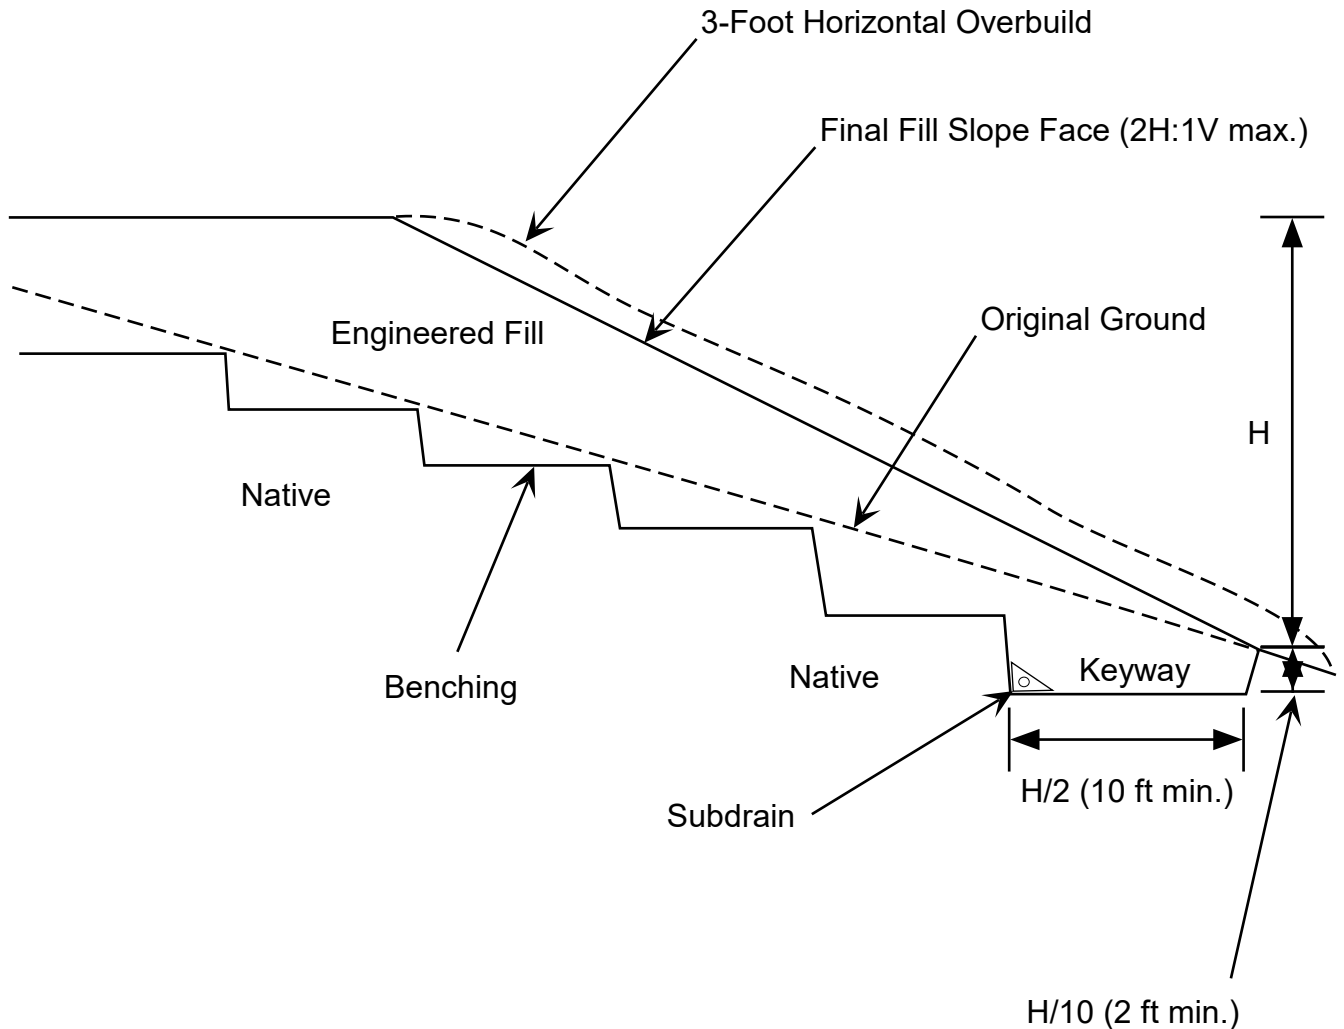 3-Foot Horizontal Overbuild
Final Fill Slope Face (2H:1V max.)
Original Ground
Engineered Fill
H
Native
Native
Keyway
Benching
H/2 (10 ft min.)
Subdrain
H/10 (2 ft min.)